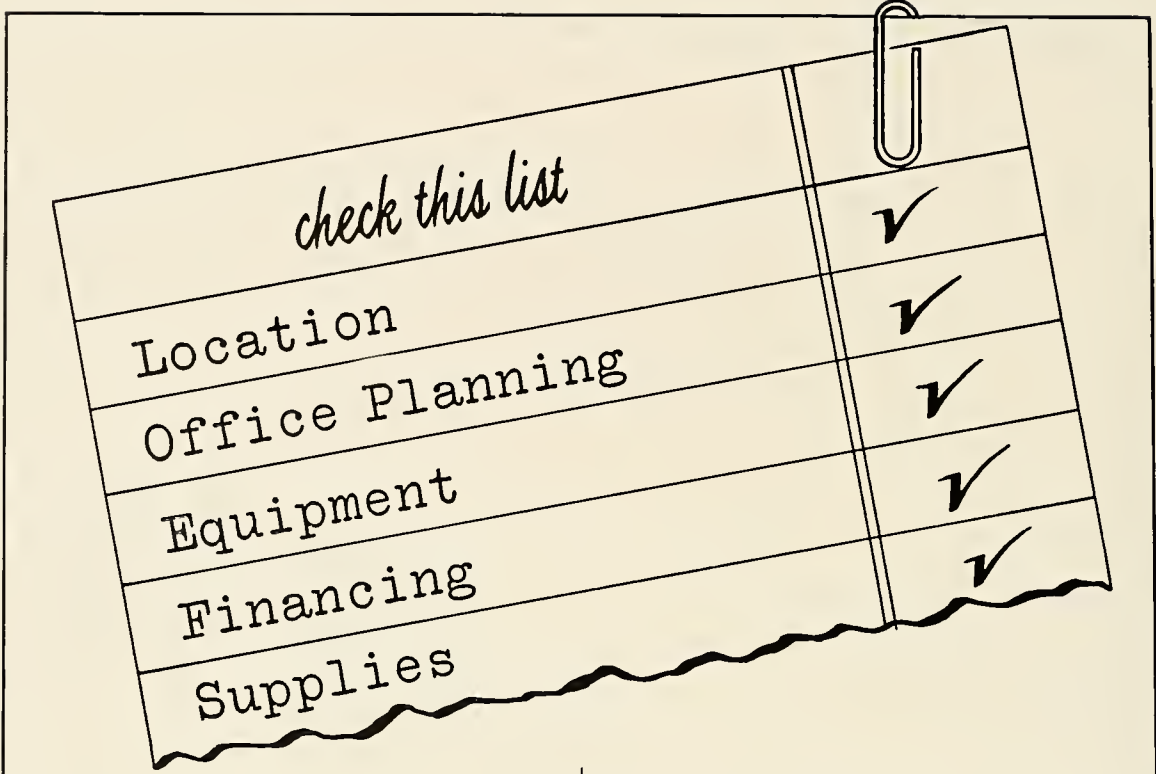 check this list
Location
Office Planning
Equipment
Financing
Supplies